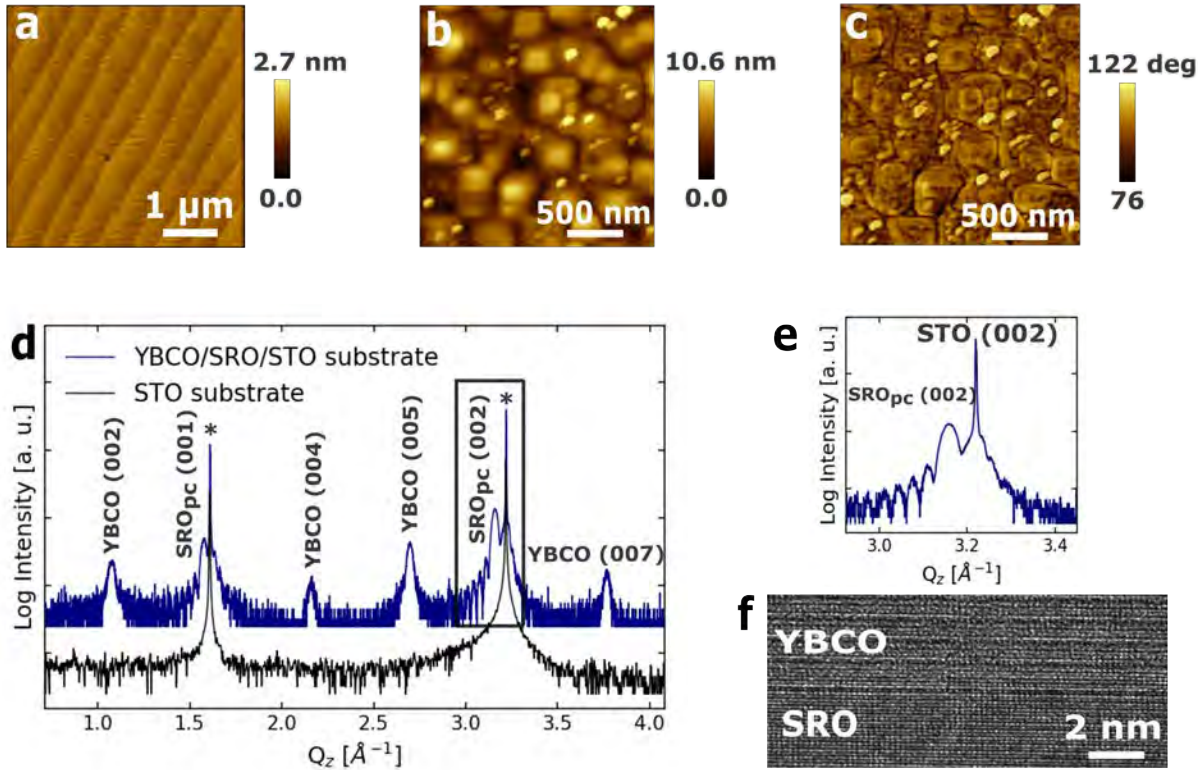 a
2.7 nm
0.0
1 µm
b
10.6 nm
0.0
500 nm
c
122 deg
76
500 nm
d
YBCO/SRO/STO substrate
STO substrate
Log Intensity [a. u.]
YBCO (002)
SROpc (001)
*
YBCO (004)
YBCO (005)
SROpc (002)
*
YBCO (007)
1.0 1.5 2.0 2.5 3.0 3.5 4.0
Qz [Å⁻¹]
e
STO (002)
SROpc (002)
Log Intensity [a. u.]
3.0 3.2 3.4
Qz [Å⁻¹]
f
YBCO
SRO
2 nm